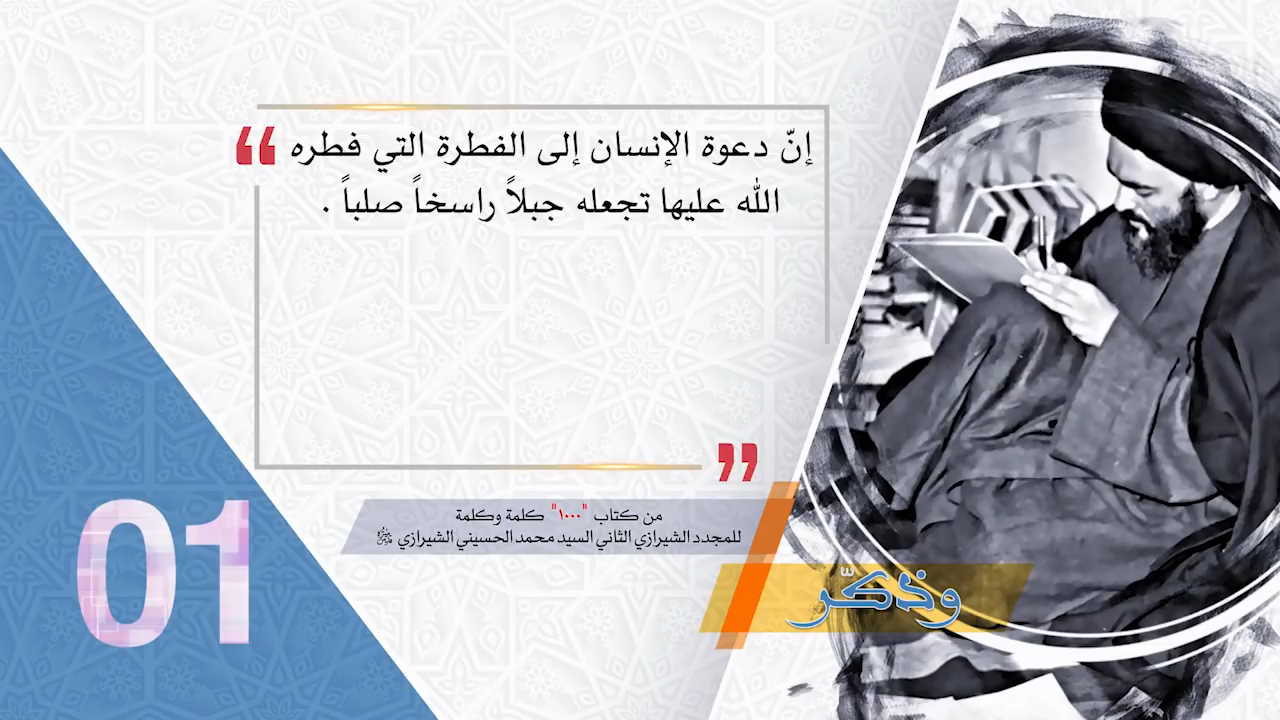 إنّ دعوة الإنسان إلى الفطرة التي فطره
الله عليها تجعله جبلاً راسخاً صلباً .
من كتاب "١٠٠٠" كلمة وكلمة
للمجدد الشيرازي الثاني السيد محمد الحسيني الشيرازي
وذكّر
01